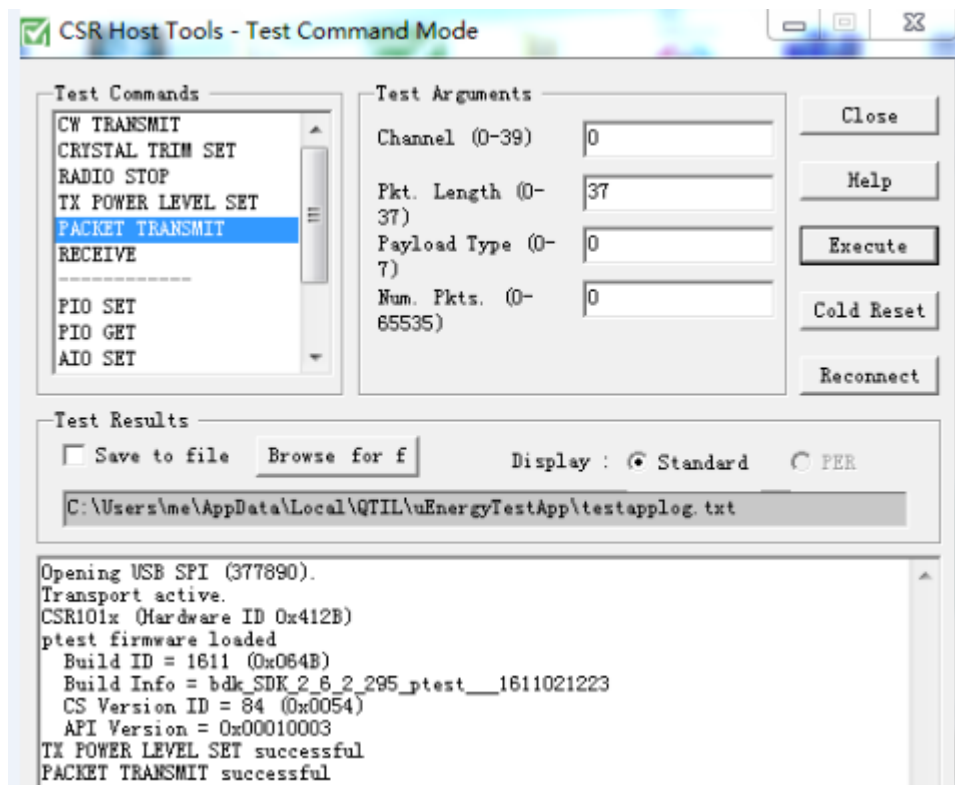 CSR Host Tools - Test Command Mode
Test Commands
CW TRANSMIT
CRYSTAL TRIM SET
RADIO STOP
TX POWER LEVEL SET
PACKET TRANSMIT
RECEIVE
------------
PIO SET
PIO GET
AIO SET
Test Arguments
Channel (0-39) 0
Pkt. Length (0-
37) 37
Payload Type (0-
7) 0
Num. Pkts. (0-
65535) 0
Close
Help
Execute
Cold Reset
Reconnect
Test Results
Save to file Browse for f Display : Standard PER
C:\Users\me\AppData\Local\QTIL\uEnergyTestApp\testapplog.txt
Opening USB SPI (377890).
Transport active.
CSR101x (Hardware ID 0x412B)
ptest firmware loaded
Build ID = 1611 (0x064B)
Build Info = bdk_SDK_2_6_2_295_ptest___1611021223
CS Version ID = 84 (0x0054)
API Version = 0x00010003
TX POWER LEVEL SET successful
PACKET TRANSMIT successful